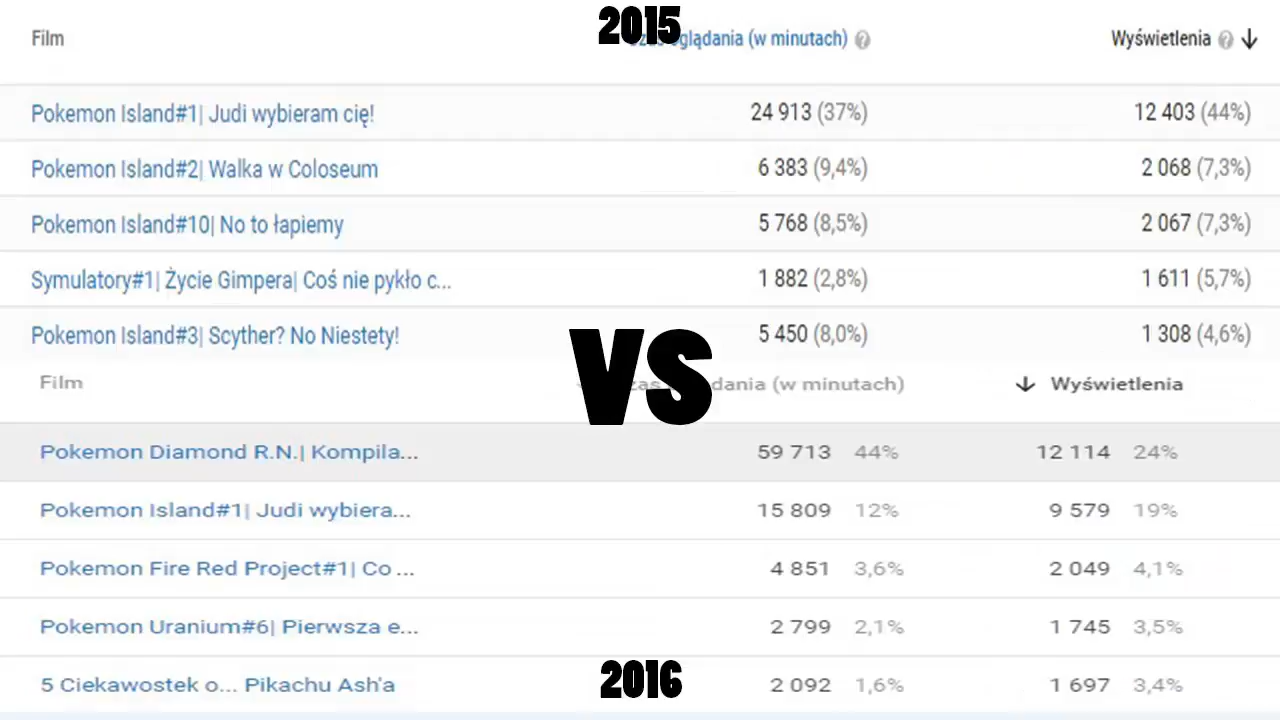 2015
Film oglądania (w minutach) Wyświetlenia
Pokemon Island#1| Judi wybieram cię! 24 913 (37%) 12 403 (44%)
Pokemon Island#2| Walka w Coloseum 6 383 (9,4%) 2 068 (7,3%)
Pokemon Island#10| No to łapiemy 5 768 (8,5%) 2 067 (7,3%)
Symulatory#1| Życie Gimpera| Coś nie pykło c... 1 882 (2,8%) 1 611 (5,7%)
Pokemon Island#3| Scyther? No Niestety! 5 450 (8,0%) 1 308 (4,6%)
VS
Film (w minutach) Wyświetlenia
Pokemon Diamond R.N.| Kompila... 59 713 44% 12 114 24%
Pokemon Island#1| Judi wybiera... 15 809 12% 9 579 19%
Pokemon Fire Red Project#1| Co ... 4 851 3,6% 2 049 4,1%
Pokemon Uranium#6| Pierwsza e... 2 799 2,1% 1 745 3,5%
5 Ciekawostek o... Pikachu Ash'a 2 092 1,6% 1 697 3,4%
2016